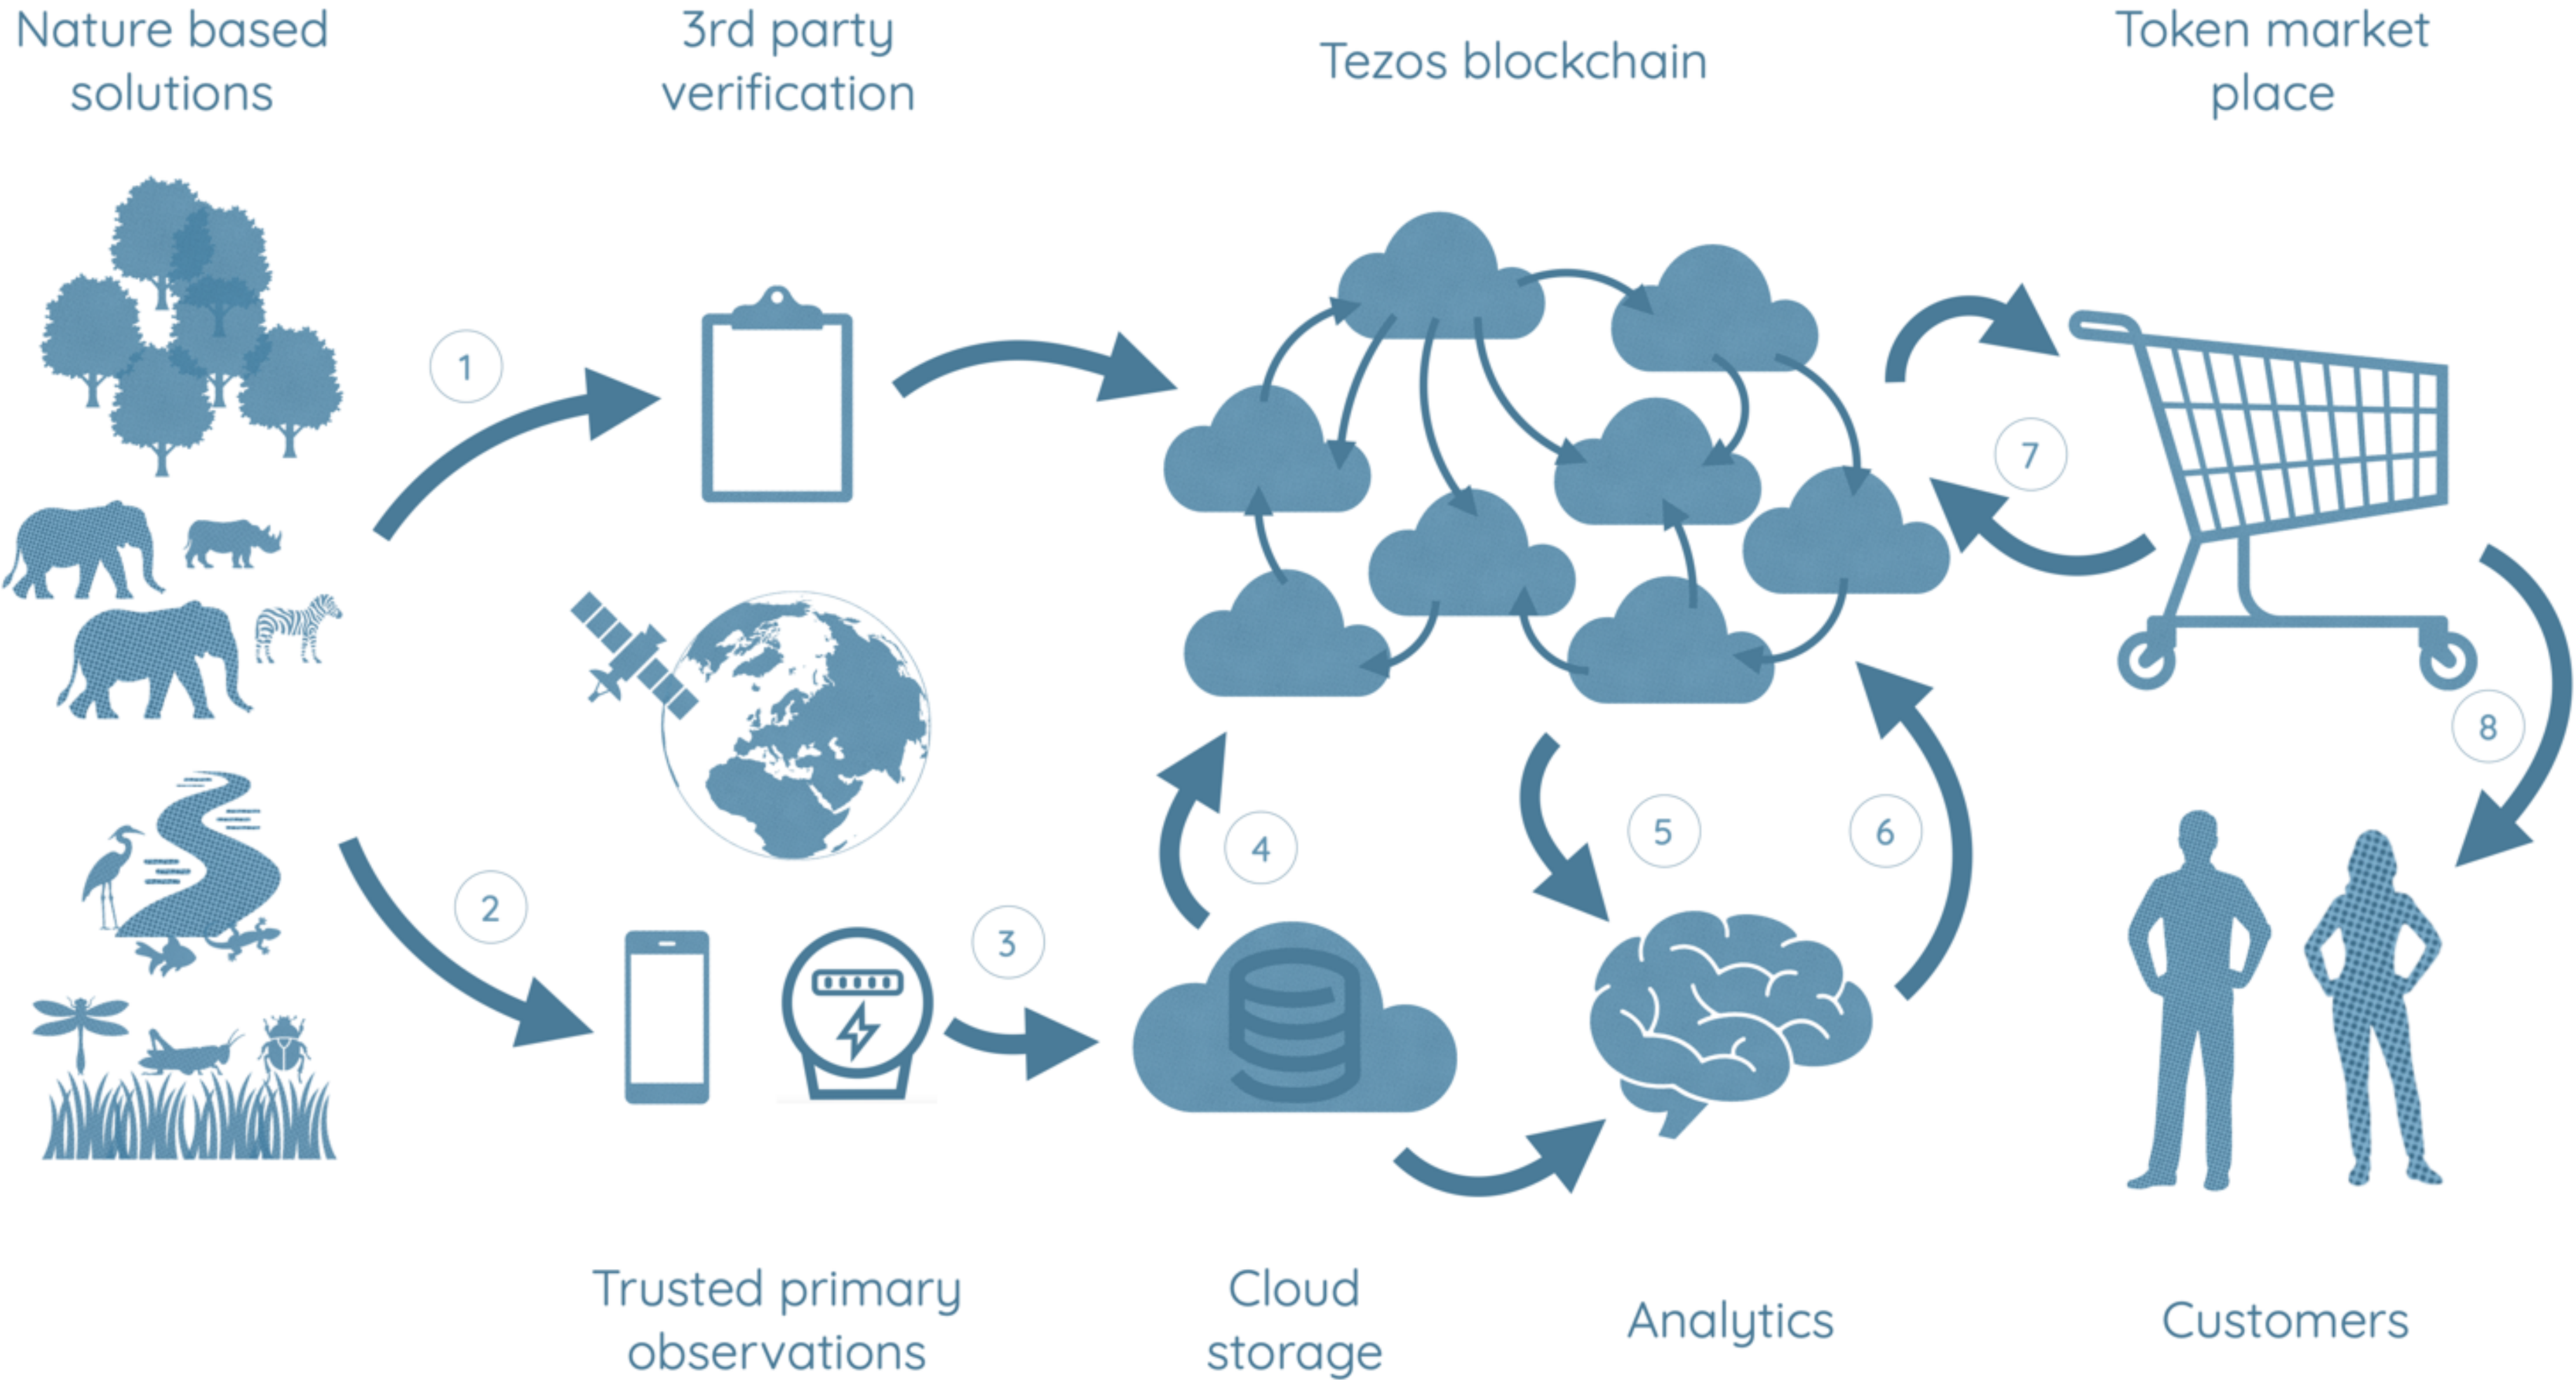 Nature based
solutions
3rd party
verification
Tezos blockchain
Token market
place
1
2
3
4
5
6
7
8
Trusted primary
observations
Cloud
storage
Analytics
Customers